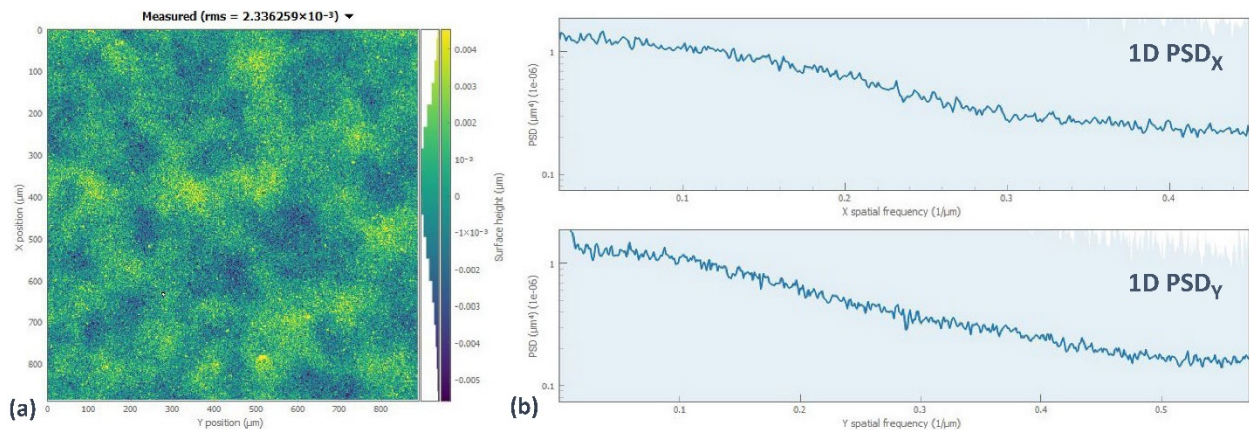 Measured (rms = 2.336259×10⁻³) ▼
0
100
200
300
400
500
600
700
800
X position (μm)
0 100 200 300 400 500 600 700 800
Y position (μm)
0.004
0.003
0.002
10⁻³
0
-1×10⁻³
-0.002
-0.003
-0.004
-0.005
Surface height (μm)
(a)
1D PSDX
1
0.1
PSD (μm⁴) (1e-06)
0.1 0.2 0.3 0.4
X spatial frequency (1/μm)
1D PSDY
1
0.1
PSD (μm⁴) (1e-06)
0.1 0.2 0.3 0.4 0.5
Y spatial frequency (1/μm)
(b)